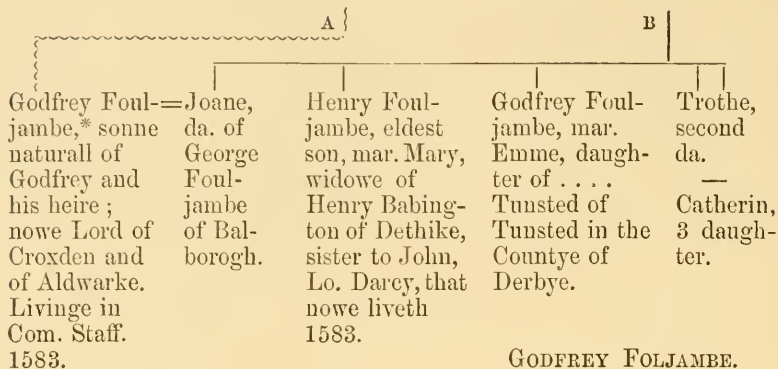 A B
Godfrey Foul-=
jambe,* sonne
naturall of
Godfrey and
his heire ;
nowe Lord of
Croxden and
of Aldwarke.
Livinge in
Com. Staff.
1583.
Joane,
da. of
George
Foul-
jambe
of Bal-
borogh.
Henry Foul-
jambe, eldest
son, mar. Mary,
widowe of
Henry Babing-
ton of Dethike,
sister to John,
Lo. Darcy, that
nowe liveth
1583.
Godfrey Foul-
jambe, mar.
Emme, daugh-
ter of . . . .
Tunsted of
Tunsted in the
Countye of
Derbye.
Trothe,
second
da.
—
Catherin,
3 daugh-
ter.
GODFREY FOLJAMBE.